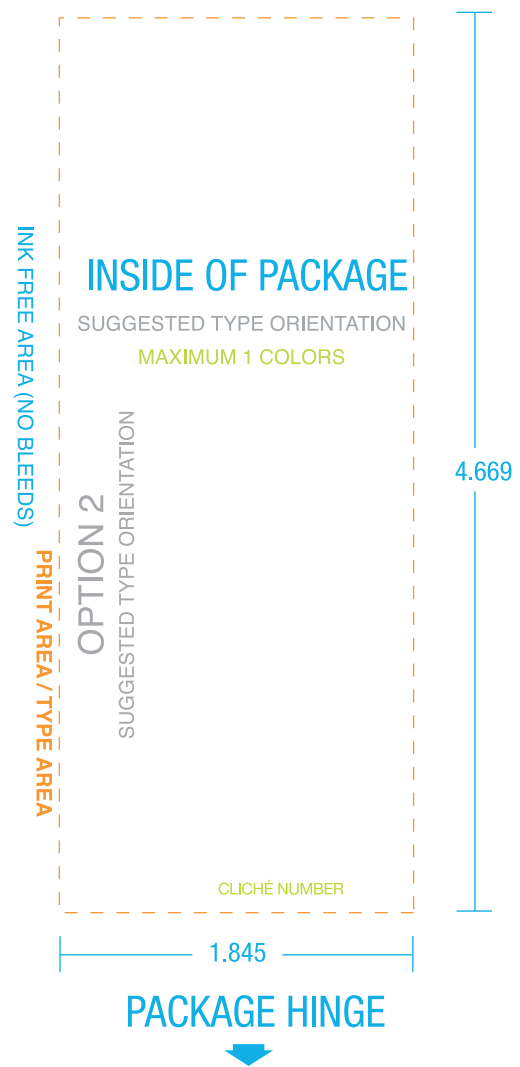 INSIDE OF PACKAGE
SUGGESTED TYPE ORIENTATION
MAXIMUM 1 COLORS
INK FREE AREA (NO BLEEDS)
PRINT AREA / TYPE AREA
OPTION 2
SUGGESTED TYPE ORIENTATION
4.669
CLICHÉ NUMBER
1.845
PACKAGE HINGE